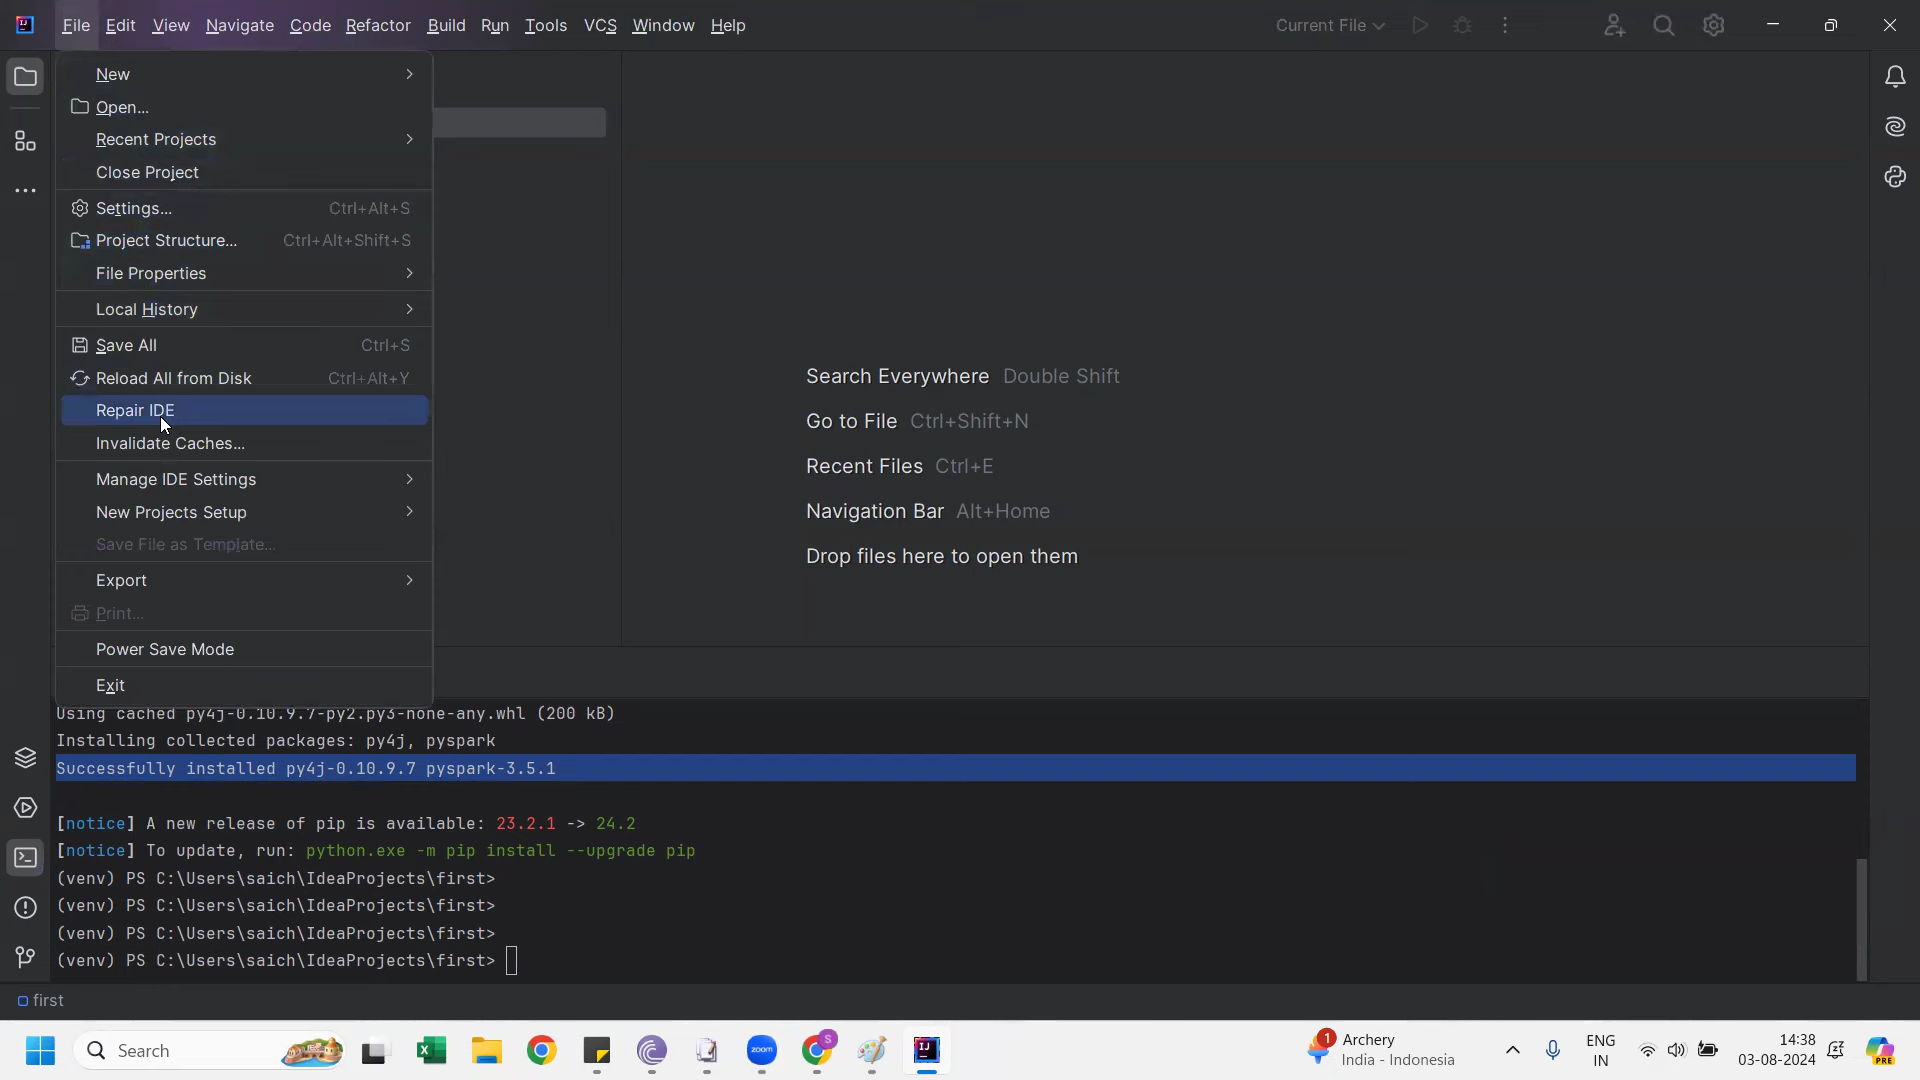 File Edit View Navigate Code Refactor Build Run Tools VCS Window Help Current File
New
Open...
Recent Projects
Close Project
Settings... Ctrl+Alt+S
Project Structure... Ctrl+Alt+Shift+S
File Properties
Local History
Save All Ctrl+S
Reload All from Disk Ctrl+Alt+Y
Repair IDE
Invalidate Caches...
Manage IDE Settings
New Projects Setup
Save File as Template...
Export
Print...
Power Save Mode
Exit
Search Everywhere Double Shift
Go to File Ctrl+Shift+N
Recent Files Ctrl+E
Navigation Bar Alt+Home
Drop files here to open them
Using cached py4j-0.10.9.7-py2.py3-none-any.whl (200 kB)
Installing collected packages: py4j, pyspark
Successfully installed py4j-0.10.9.7 pyspark-3.5.1
[notice] A new release of pip is available: 23.2.1 -> 24.2
[notice] To update, run: python.exe -m pip install --upgrade pip
(venv) PS C:\Users\saich\IdeaProjects\first>
(venv) PS C:\Users\saich\IdeaProjects\first>
(venv) PS C:\Users\saich\IdeaProjects\first>
(venv) PS C:\Users\saich\IdeaProjects\first>
first
Search
zoom
S
IJ
1
Archery
India - Indonesia
ENG
IN
14:38
03-08-2024
PRE